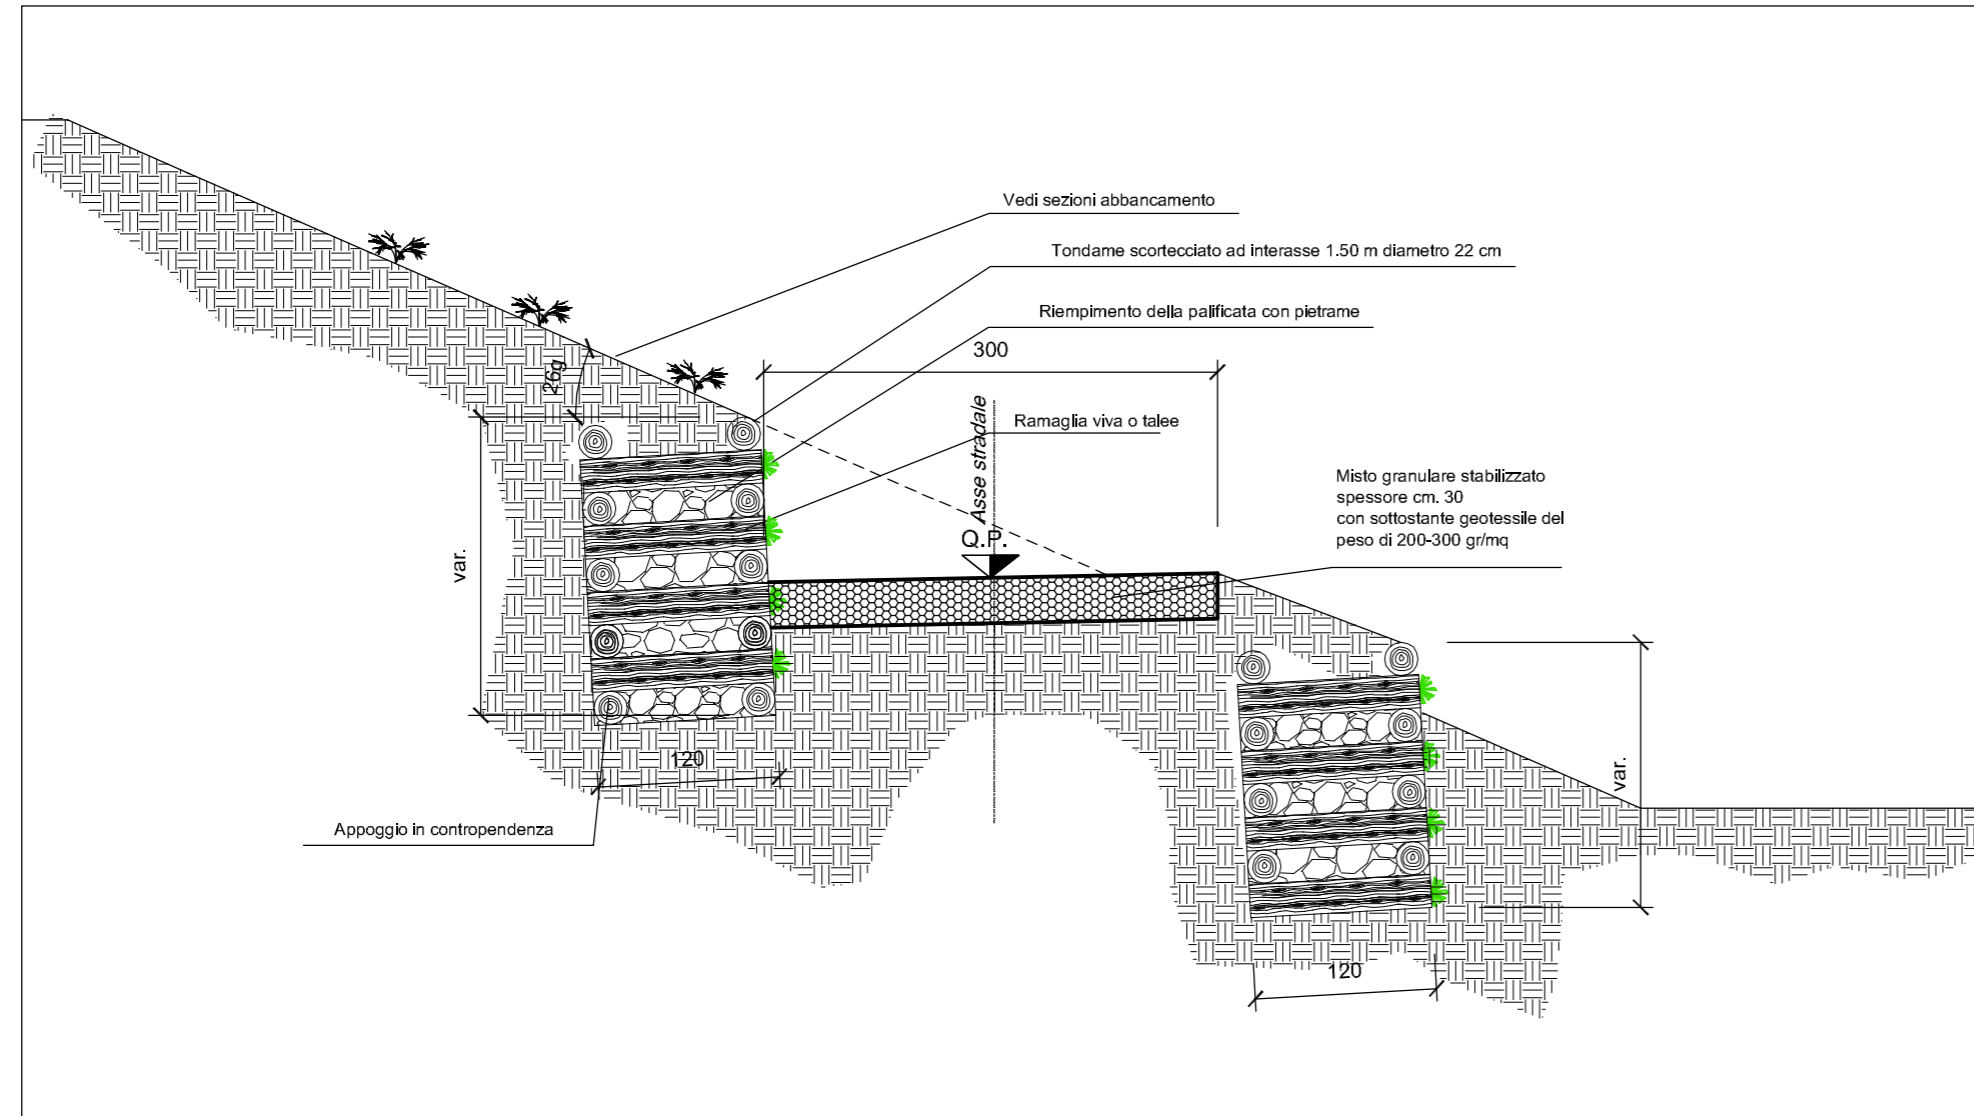 Vedi sezioni abbancamento
Tondame scortecciato ad interasse 1.50 m diametro 22 cm
Riempimento della palificata con pietrame
300
26g
Ramaglia viva o talee
Asse stradale
Misto granulare stabilizzato
spessore cm. 30
con sottostante geotessile del
peso di 200-300 gr/mq
Q.P.
var.
120
var.
Appoggio in contropendenza
120